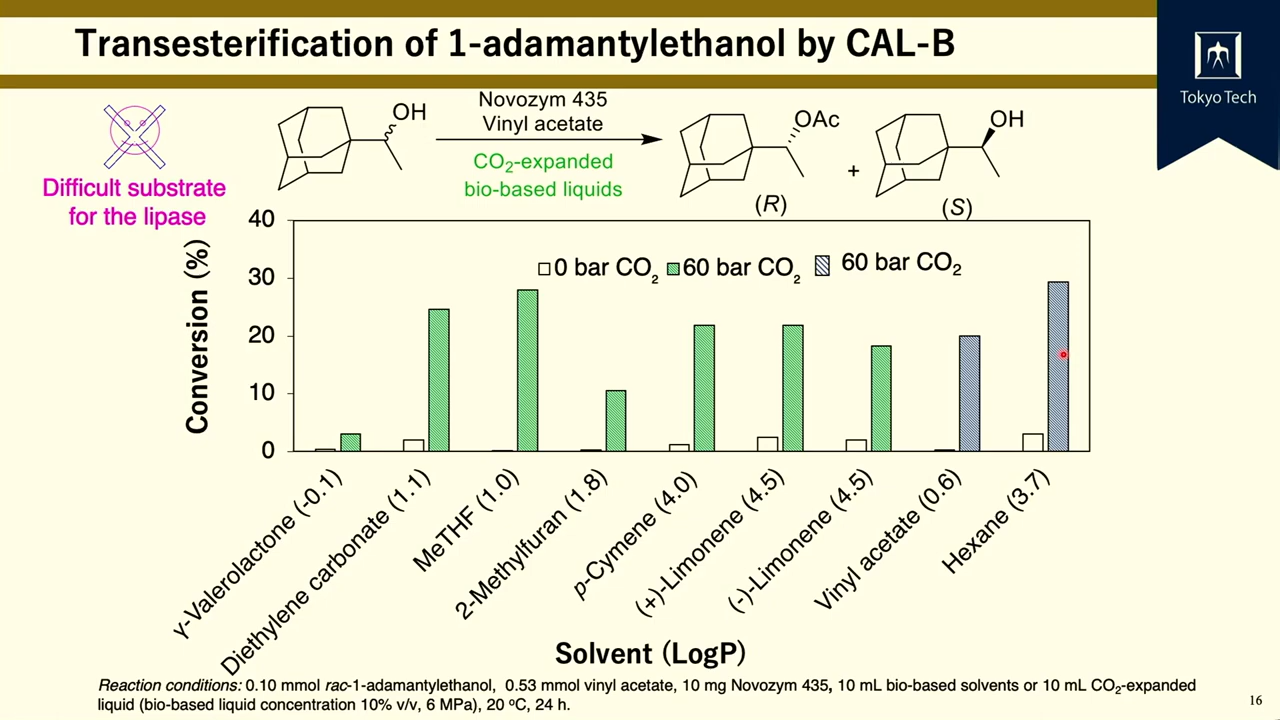 Transesterification of 1-adamantylethanol by CAL-B
Tokyo Tech
Difficult substrate
for the lipase
OH
Novozym 435
Vinyl acetate
CO₂-expanded
bio-based liquids
OAc
(R)
+
OH
(S)
Conversion (%)
40
30
20
10
0
0 bar CO₂
60 bar CO₂
60 bar CO₂
γ-Valerolactone (-0.1)
Diethylene carbonate (1.1)
MeTHF (1.0)
2-Methylfuran (1.8)
p-Cymene (4.0)
(+)-Limonene (4.5)
(-)-Limonene (4.5)
Vinyl acetate (0.6)
Hexane (3.7)
Solvent (LogP)
Reaction conditions: 0.10 mmol rac-1-adamantylethanol, 0.53 mmol vinyl acetate, 10 mg Novozym 435, 10 mL bio-based solvents or 10 mL CO₂-expanded
liquid (bio-based liquid concentration 10% v/v, 6 MPa), 20 ºC, 24 h.
16